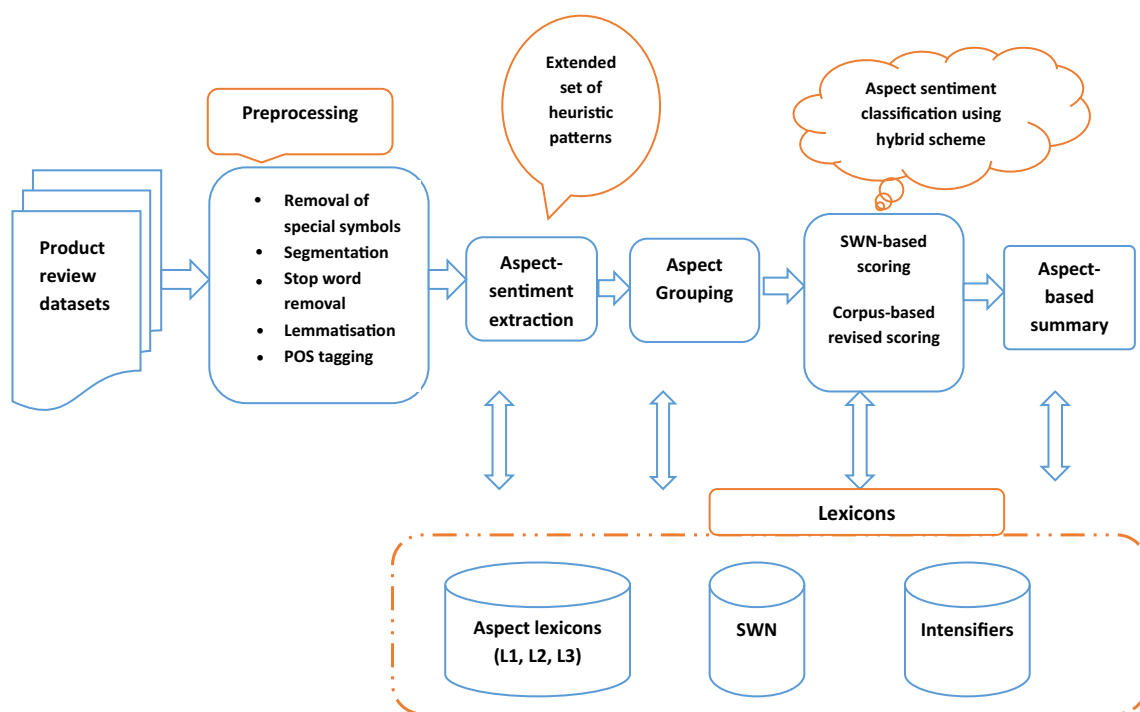 Preprocessing
Extended
set of
heuristic
patterns
Aspect sentiment
classification using
hybrid scheme
Product
review
datasets
• Removal of
special symbols
• Segmentation
• Stop word
removal
• Lemmatisation
• POS tagging
Aspect-
sentiment
extraction
Aspect
Grouping
SWN-based
scoring
Corpus-based
revised scoring
Aspect-
based
summary
Lexicons
Aspect lexicons
(L1, L2, L3)
SWN
Intensifiers